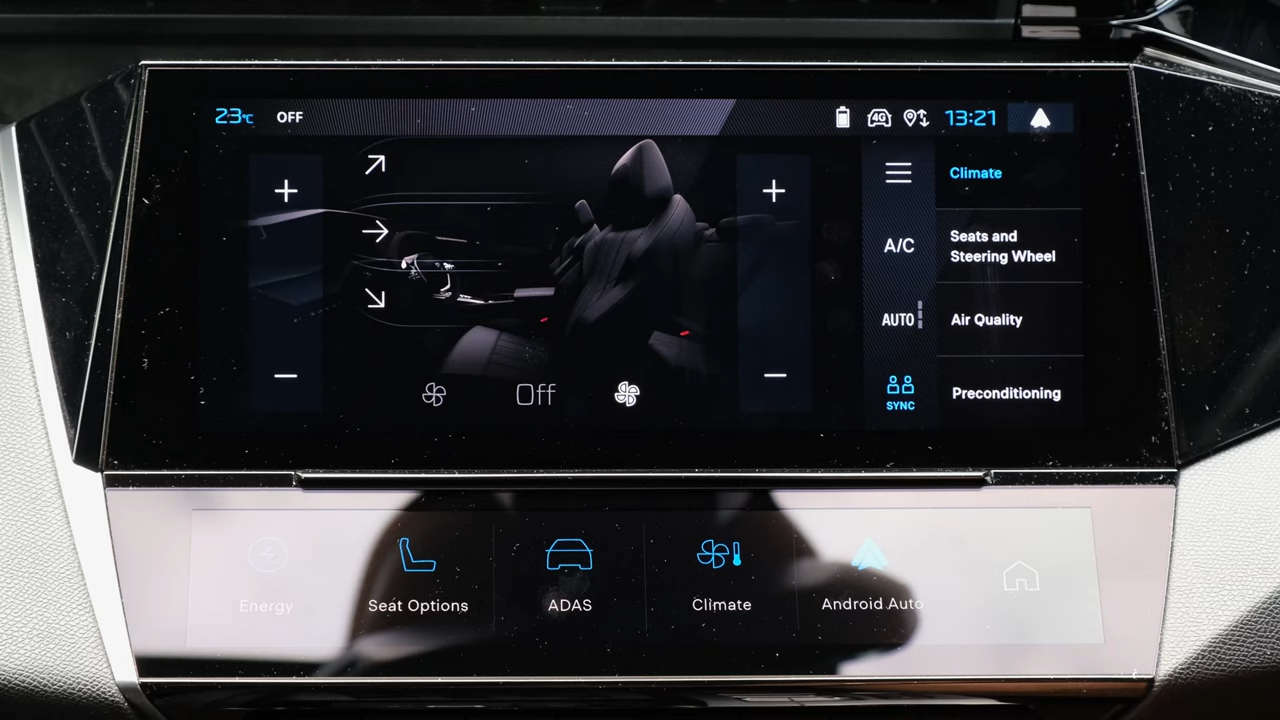 23°C OFF
4G
13:21
Climate
A/C
Seats and
Steering Wheel
AUTO
Air Quality
SYNC
Preconditioning
Off
Energy
Seat Options
ADAS
Climate
Android Auto